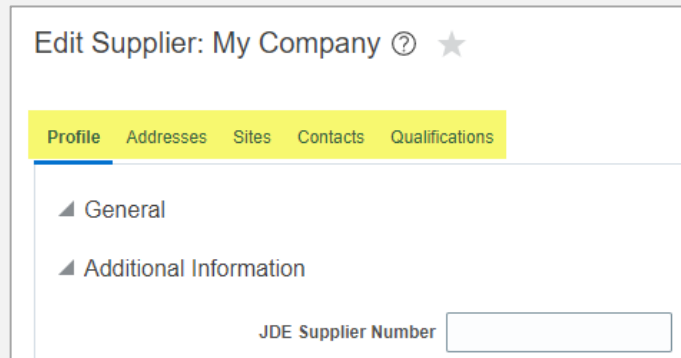 Edit Supplier: My Company ?
Profile Addresses Sites Contacts Qualifications
General
Additional Information
JDE Supplier Number